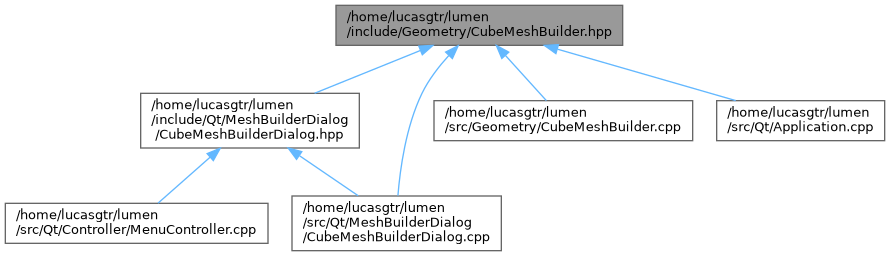 /home/lucasgtr/lumen
/include/Geometry/CubeMeshBuilder.hpp
/home/lucasgtr/lumen
/include/Qt/MeshBuilderDialog
/CubeMeshBuilderDialog.hpp
/home/lucasgtr/lumen
/src/Geometry/CubeMeshBuilder.cpp
/home/lucasgtr/lumen
/src/Qt/Application.cpp
/home/lucasgtr/lumen
/src/Qt/Controller/MenuController.cpp
/home/lucasgtr/lumen
/src/Qt/MeshBuilderDialog
/CubeMeshBuilderDialog.cpp